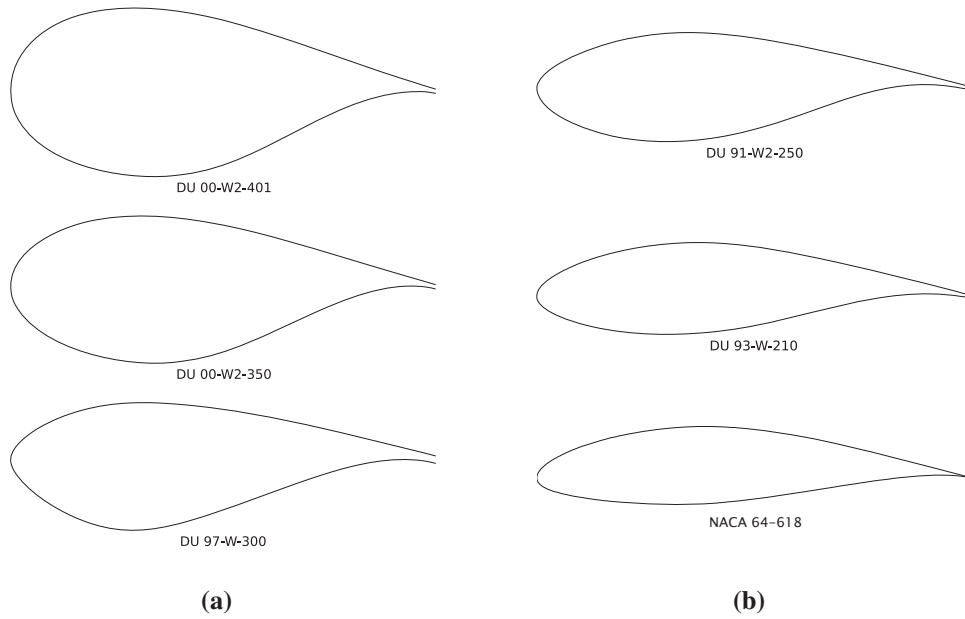 DU 00-W2-401
DU 00-W2-350
DU 97-W-300
(a)
DU 91-W2-250
DU 93-W-210
NACA 64-618
(b)